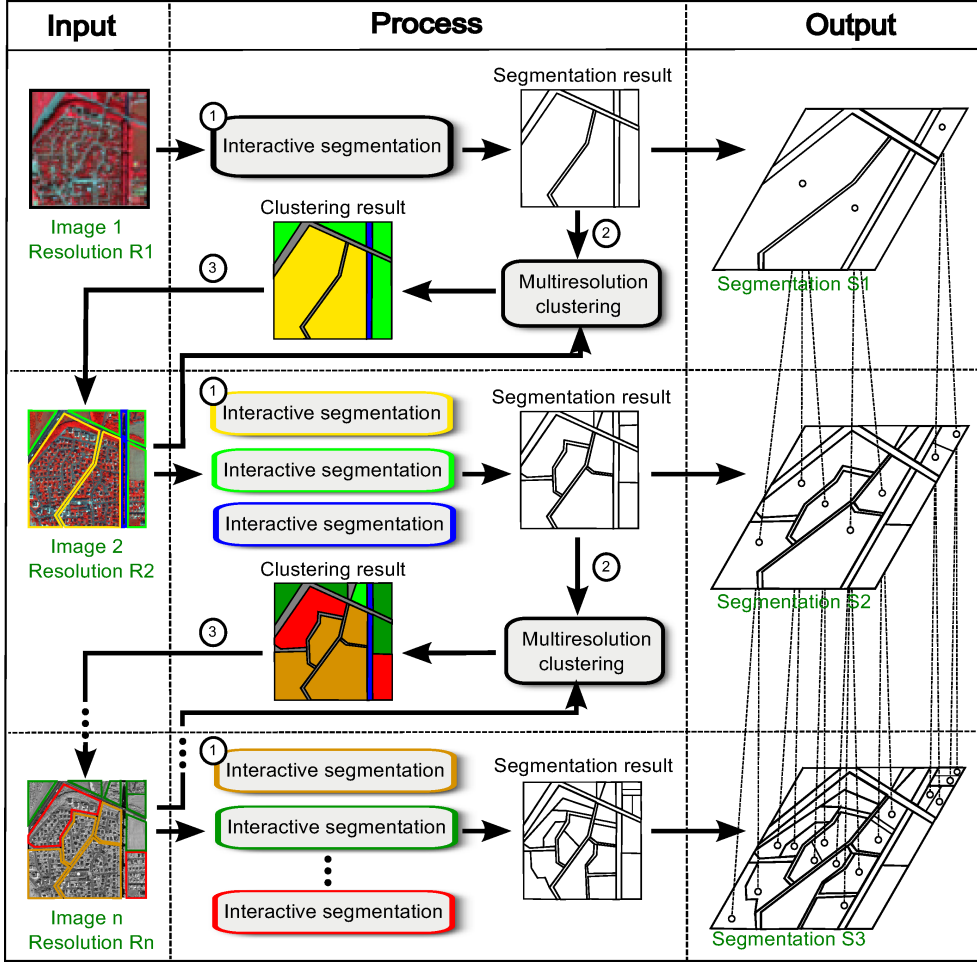 Input
Process
Output
Segmentation result
1
Interactive segmentation
Image 1
Resolution R1
Clustering result
2
3
Multiresolution
clustering
Segmentation S1
1
Interactive segmentation
Segmentation result
Interactive segmentation
Interactive segmentation
Image 2
Resolution R2
Clustering result
2
3
Multiresolution
clustering
Segmentation S2
1
Interactive segmentation
Segmentation result
Interactive segmentation
Interactive segmentation
Image n
Resolution Rn
Segmentation S3